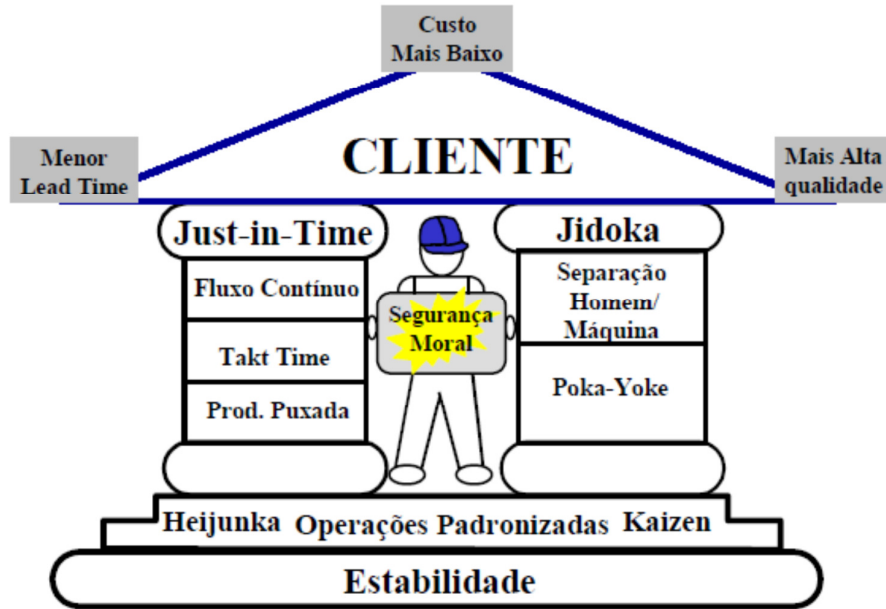 Custo
Mais Baixo
CLIENTE
Menor
Lead Time
Mais Alta
qualidade
Just-in-Time
Fluxo Contínuo
Takt Time
Prod. Puxada
Segurança
Moral
Jidoka
Separação
Homem/
Máquina
Poka-Yoke
Heijunka Operações Padronizadas Kaizen
Estabilidade